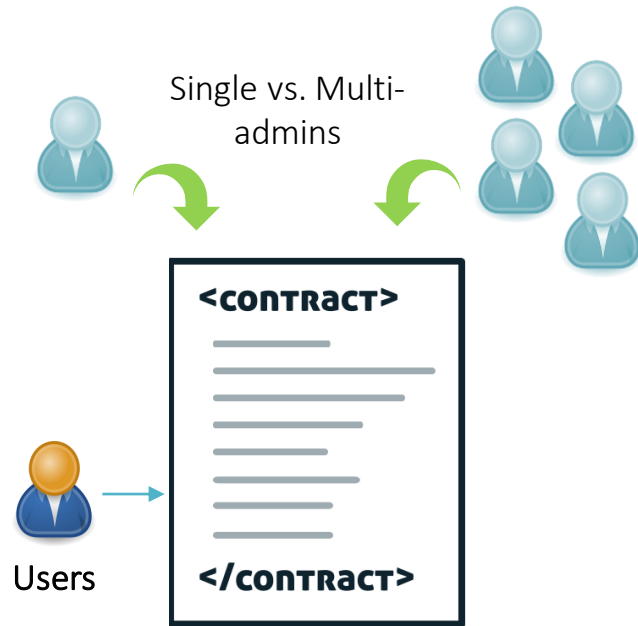 Single vs. Multi-
admins
<contract>
Users
</contract>